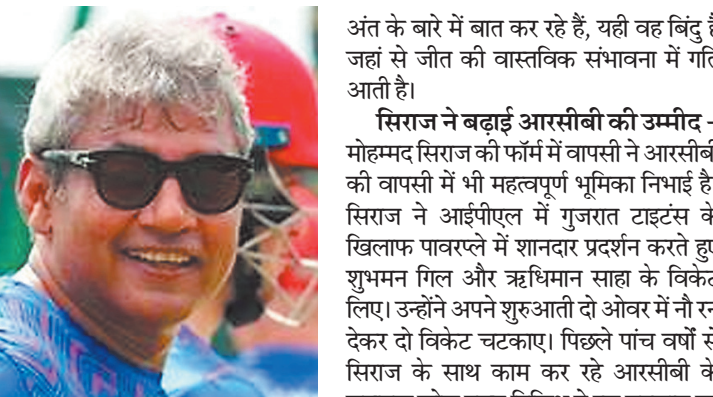 अंत के बारे में बात कर रहे हैं, यही वह बिंदु है
जहां से जीत की वास्तविक संभावना में गति
आती है।
सिराज ने बढ़ाई आरसीबी की उम्मीद -
मोहम्मद सिराज की फॉर्म में वापसी ने आरसीबी
की वापसी में भी महत्वपूर्ण भूमिका निभाई है
सिराज ने आईपीएल में गुजरात टाइटंस के
खिलाफ पावरप्ले में शानदार प्रदर्शन करते हुए
शुभमन गिल और ऋधिमान साहा के विकेट
लिए। उन्होंने अपने शुरुआती दो ओवर में नौ रन
देकर दो विकेट चटकाए। पिछले पांच वर्षों से
सिराज के साथ काम कर रहे आरसीबी के